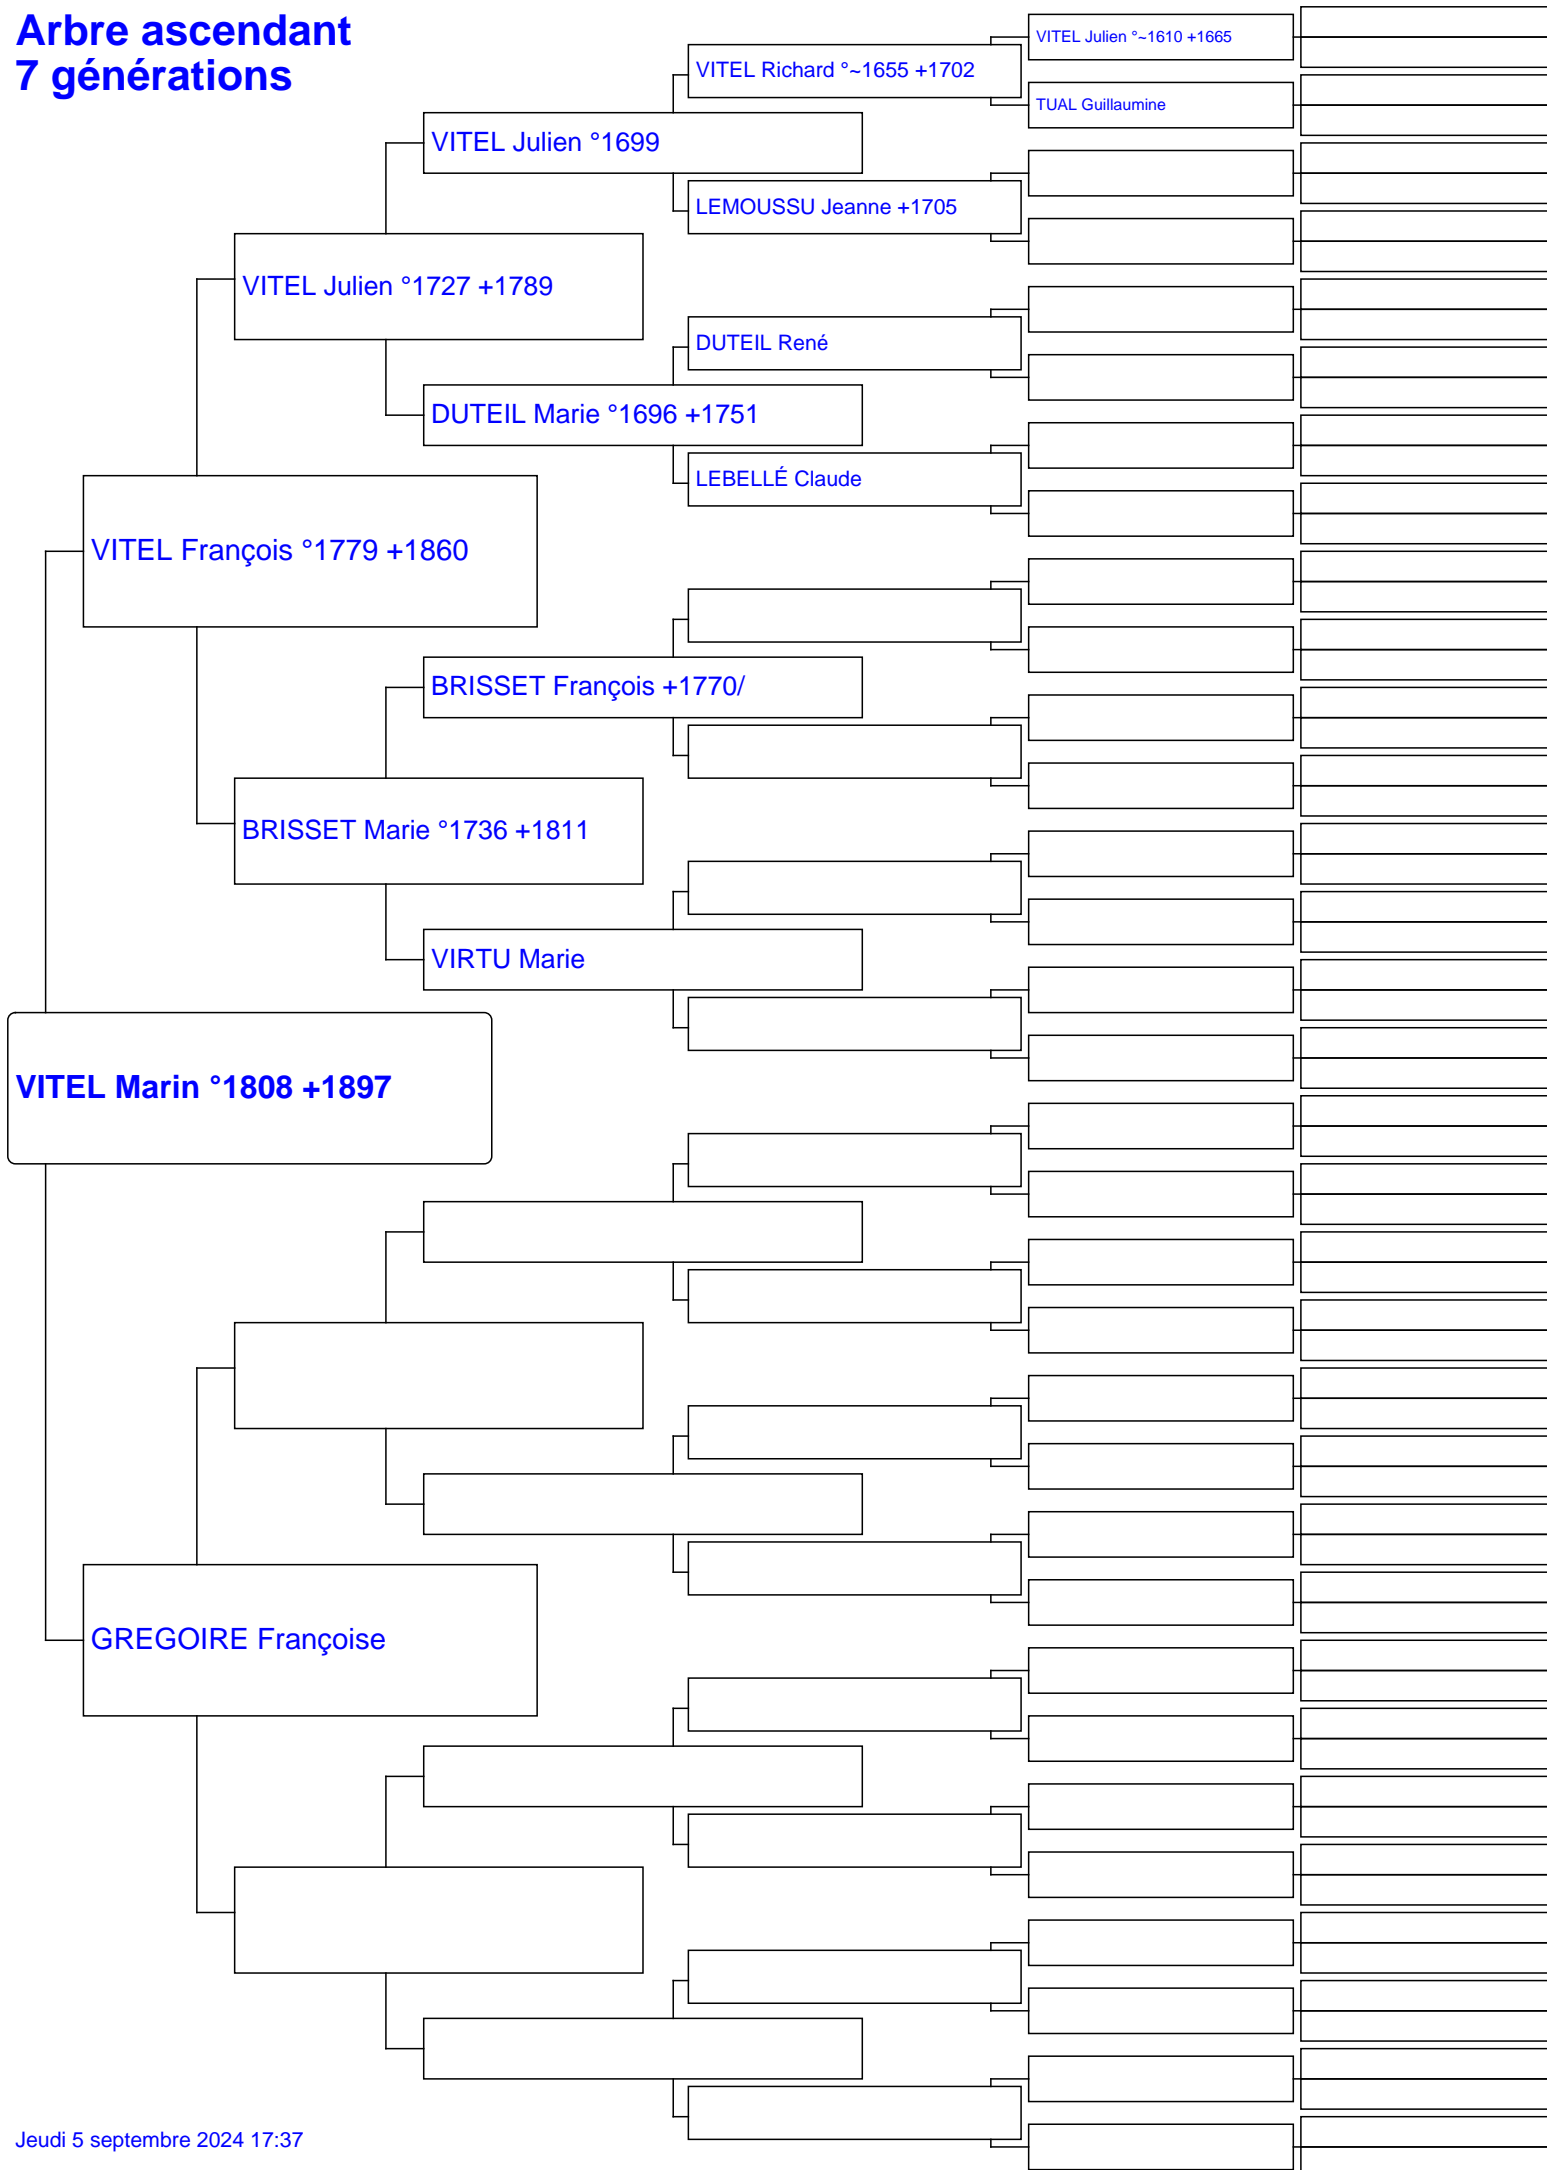 Arbre ascendant
7 générations
VITEL Julien °~1610 +1665
VITEL Richard °~1655 +1702
TUAL Guillaumine
VITEL Julien °1699
LEMOUSSU Jeanne +1705
VITEL Julien °1727 +1789
DUTEIL René
DUTEIL Marie °1696 +1751
LEBELLÉ Claude
VITEL François °1779 +1860
BRISSET François +1770/
BRISSET Marie °1736 +1811
VIRTU Marie
VITEL Marin °1808 +1897
GREGOIRE Françoise
Jeudi 5 septembre 2024 17:37